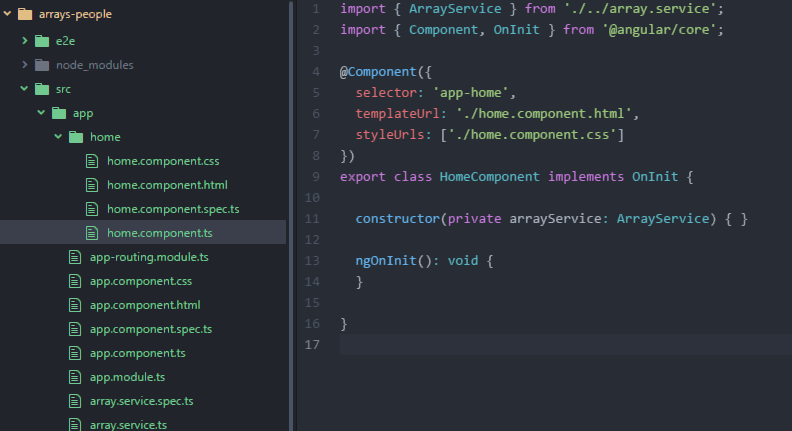 arrays-people
e2e
node_modules
src
app
home
home.component.css
home.component.html
home.component.spec.ts
home.component.ts
app-routing.module.ts
app.component.css
app.component.html
app.component.spec.ts
app.component.ts
app.module.ts
array.service.spec.ts
array.service.ts
1 import { ArrayService } from './../array.service';
2 import { Component, OnInit } from '@angular/core';
3
4 @Component({
5   selector: 'app-home',
6   templateUrl: './home.component.html',
7   styleUrls: ['./home.component.css']
8 })
9 export class HomeComponent implements OnInit {
10
11   constructor(private arrayService: ArrayService) { }
12
13   ngOnInit(): void {
14   }
15
16 }
17